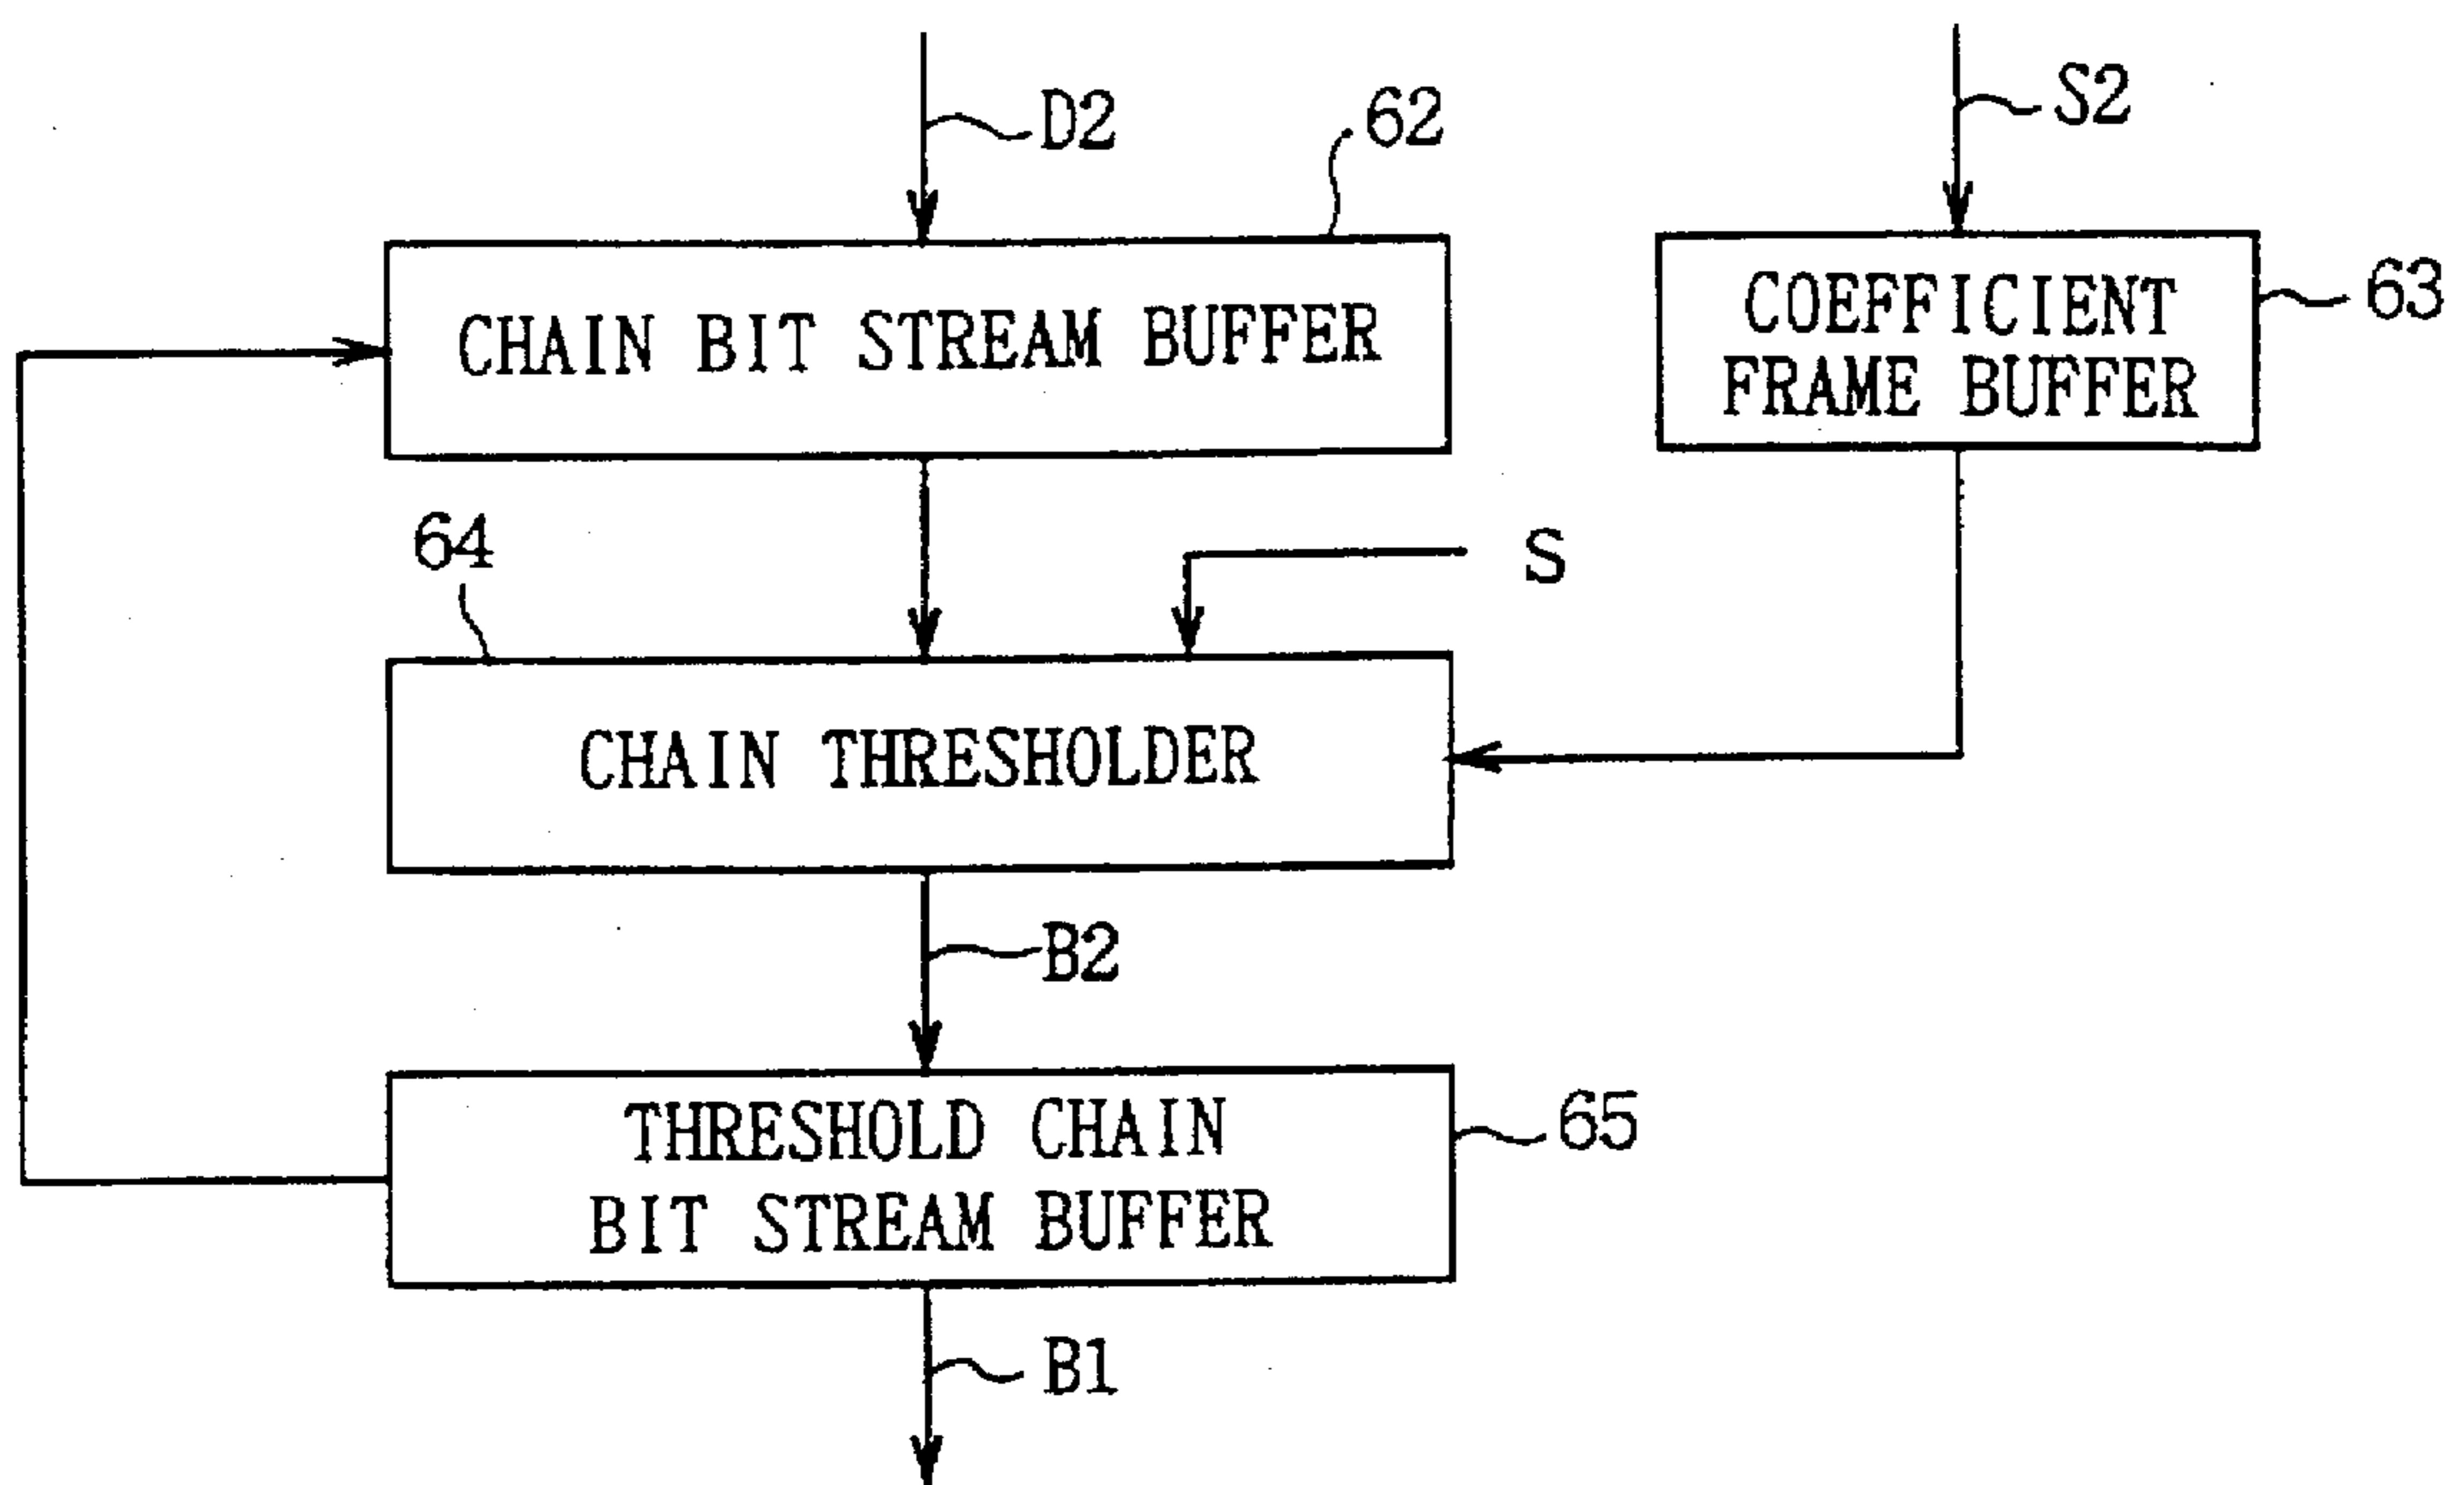 D2
62
S2
CHAIN BIT STREAM BUFFER
COEFFICIENT
FRAME BUFFER
63
64
S
CHAIN THRESHOLDER
B2
THRESHOLD CHAIN
BIT STREAM BUFFER
65
B1